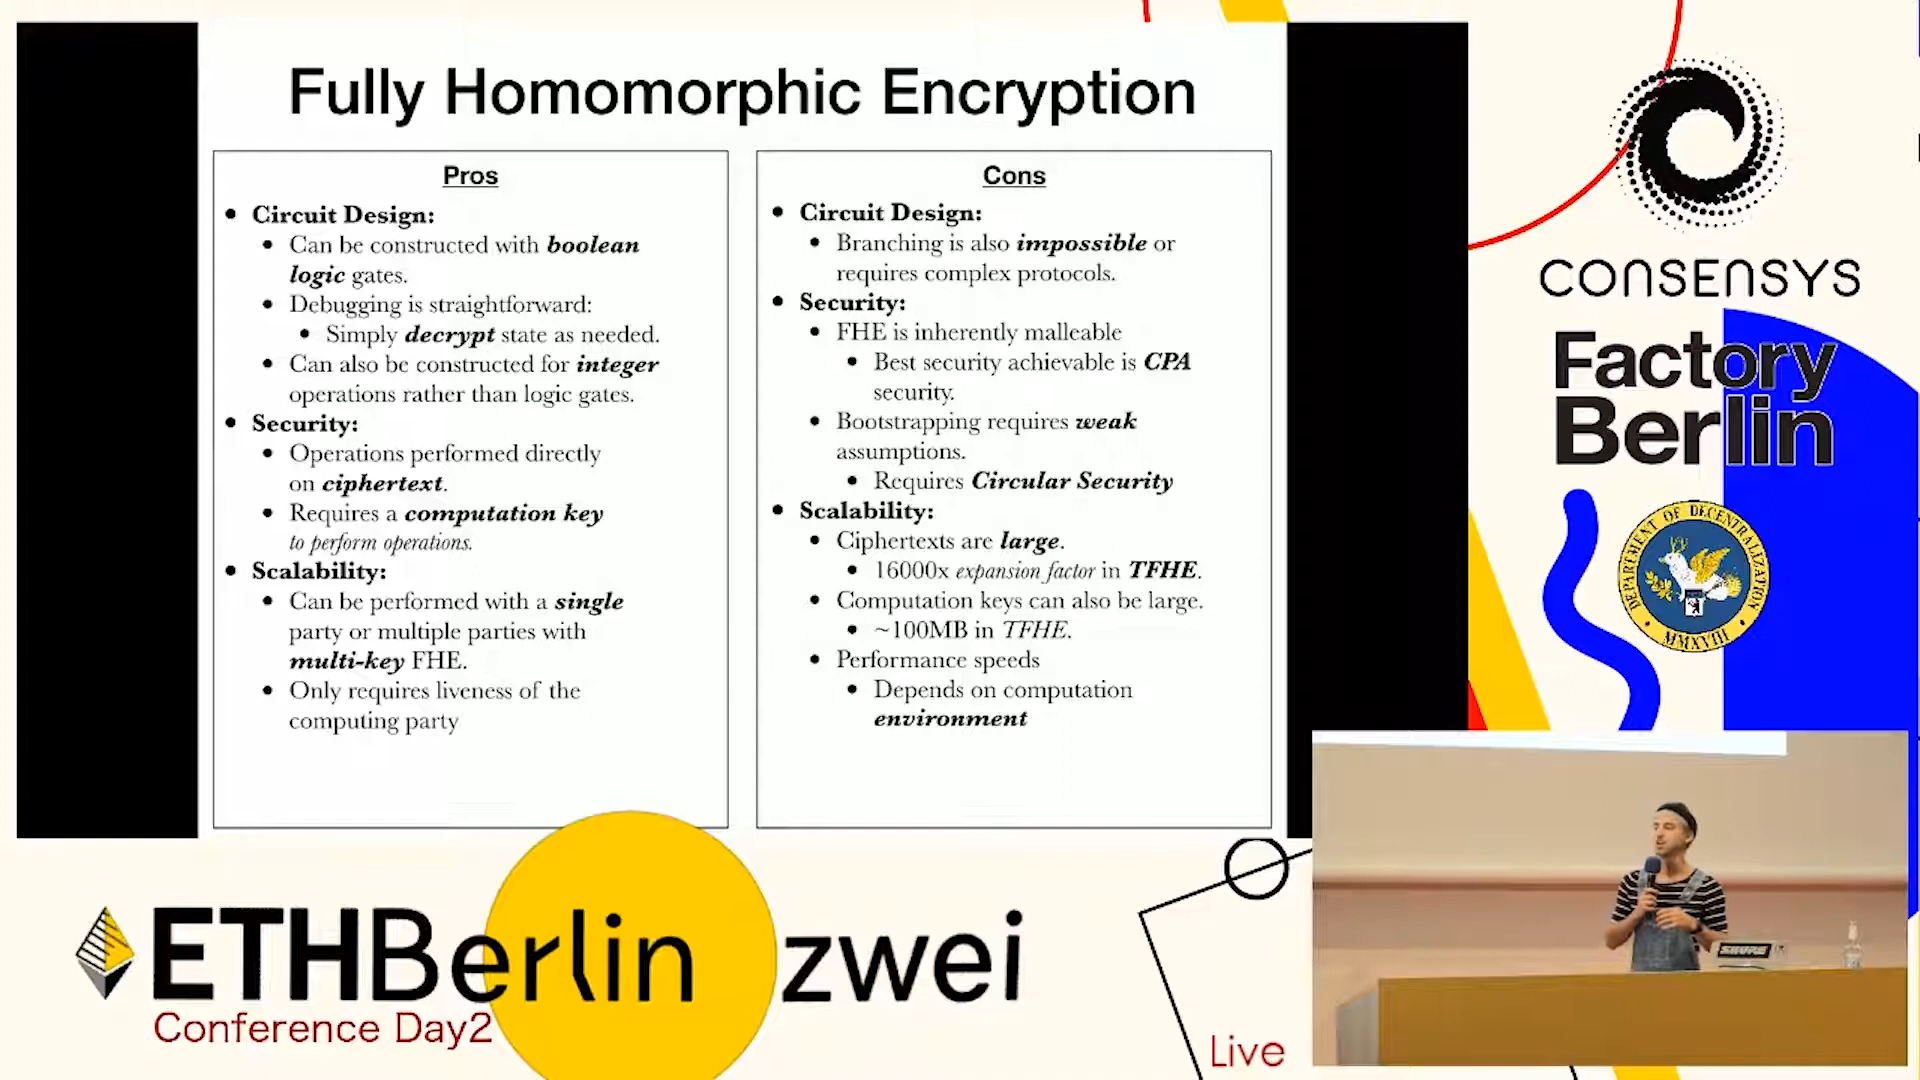 Fully Homomorphic Encryption
Pros
• Circuit Design:
• Can be constructed with boolean
logic gates.
• Debugging is straightforward:
• Simply decrypt state as needed.
• Can also be constructed for integer
operations rather than logic gates.
• Security:
• Operations performed directly
on ciphertext.
• Requires a computation key
to perform operations.
• Scalability:
• Can be performed with a single
party or multiple parties with
multi-key FHE.
• Only requires liveness of the
computing party
Cons
• Circuit Design:
• Branching is also impossible or
requires complex protocols.
• Security:
• FHE is inherently malleable
• Best security achievable is CPA
security.
• Bootstrapping requires weak
assumptions.
• Requires Circular Security
• Scalability:
• Ciphertexts are large.
• 16000x expansion factor in TFHE.
• Computation keys can also be large.
• ~100MB in TFHE.
• Performance speeds
• Depends on computation
environment
CONSENSYS
Factory
Berlin
DEPARTMENT OF DECENTRALIZATION
MMXVIII
ETHBerlin zwei
Conference Day2
Live
SHURE